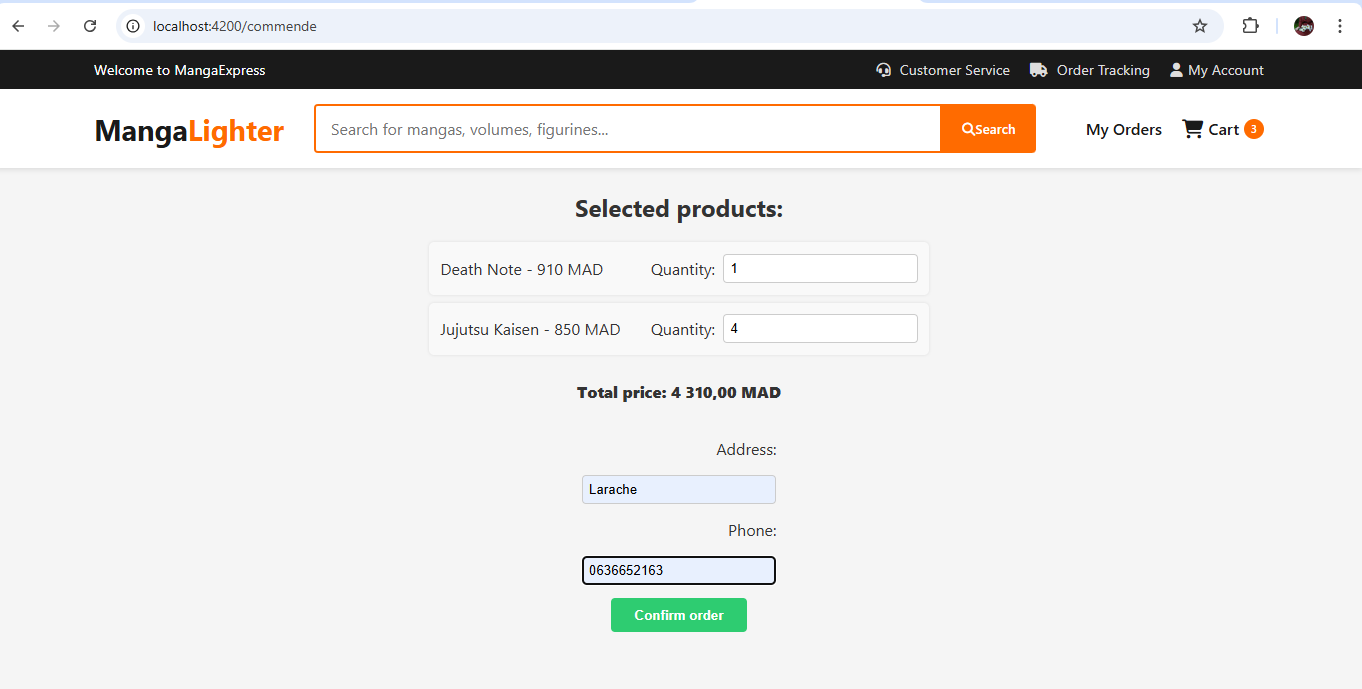 localhost:4200/commende
Welcome to MangaExpress Customer Service Order Tracking My Account
MangaLighter Search for mangas, volumes, figurines... Search My Orders Cart 3
Selected products:
Death Note - 910 MAD Quantity: 1
Jujutsu Kaisen - 850 MAD Quantity: 4
Total price: 4 310,00 MAD
Address:
Larache
Phone:
0636652163
Confirm order